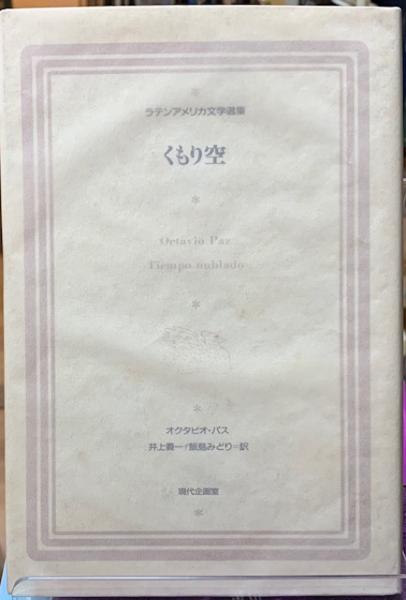 ラテンアメリカ文学選集
くもり空
Octavio Paz
Tiempo nublado
オクタビオ・パス
井上義一/飯島みどり=訳
現代企画室